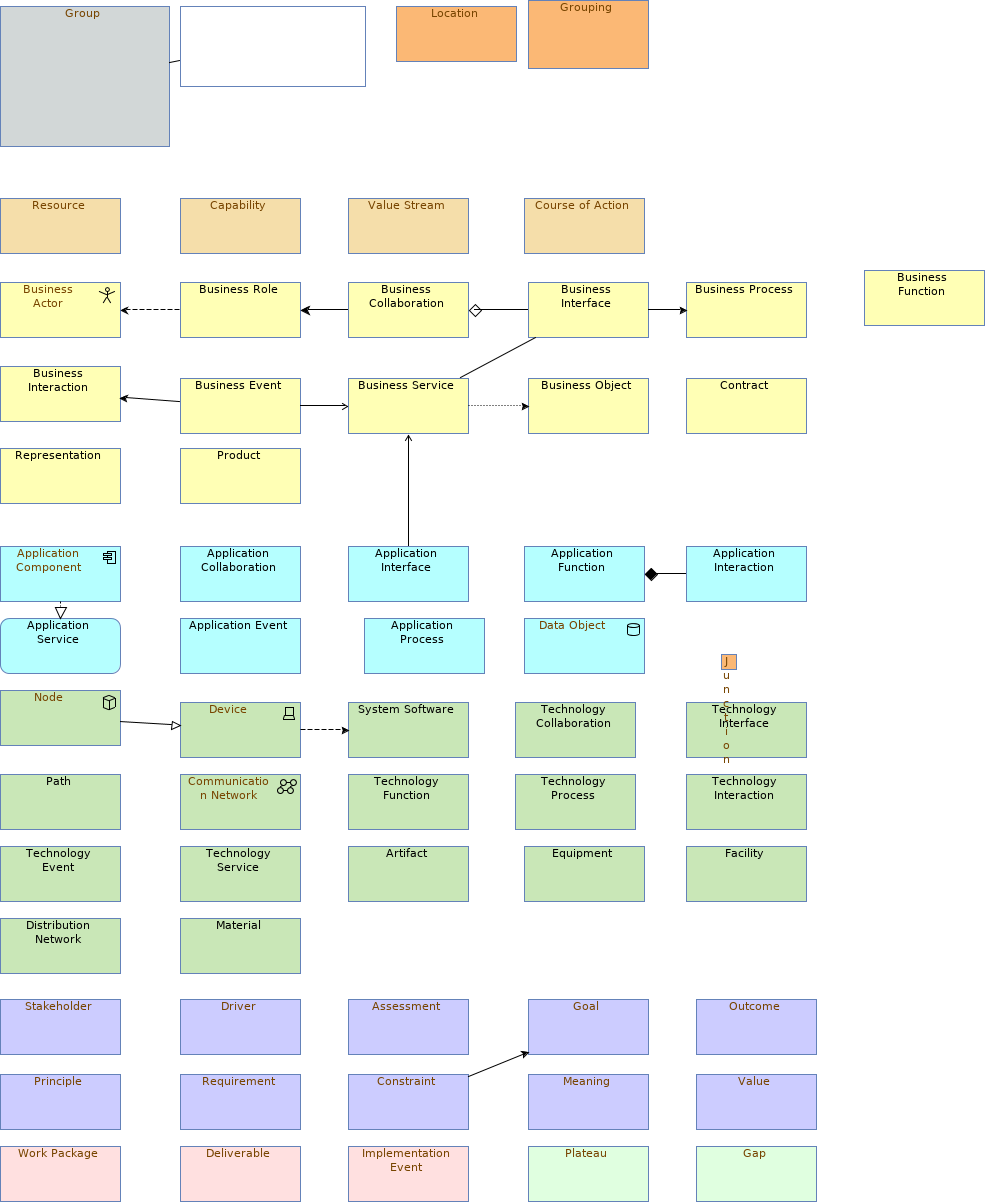 Group
Location
Grouping
Resource
Capability
Value Stream
Course of Action
Business
Actor
Business Role
Business
Collaboration
Business
Interface
Business Process
Business
Function
Business
Interaction
Business Event
Business Service
Business Object
Contract
Representation
Product
Application
Component
Application
Collaboration
Application
Interface
Application
Function
Application
Interaction
Application
Service
Application Event
Application
Process
Data Object
J
u
n
c
t
i
o
n
Node
Device
System Software
Technology
Collaboration
Technology
Interface
Path
Communicatio
n Network
Technology
Function
Technology
Process
Technology
Interaction
Technology
Event
Technology
Service
Artifact
Equipment
Facility
Distribution
Network
Material
Stakeholder
Driver
Assessment
Goal
Outcome
Principle
Requirement
Constraint
Meaning
Value
Work Package
Deliverable
Implementation
Event
Plateau
Gap